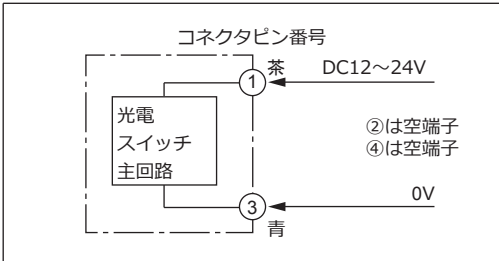 コネクタピン番号
茶
DC12～24V
①
光電
スイッチ
主回路
②は空端子
④は空端子
③
0V
青